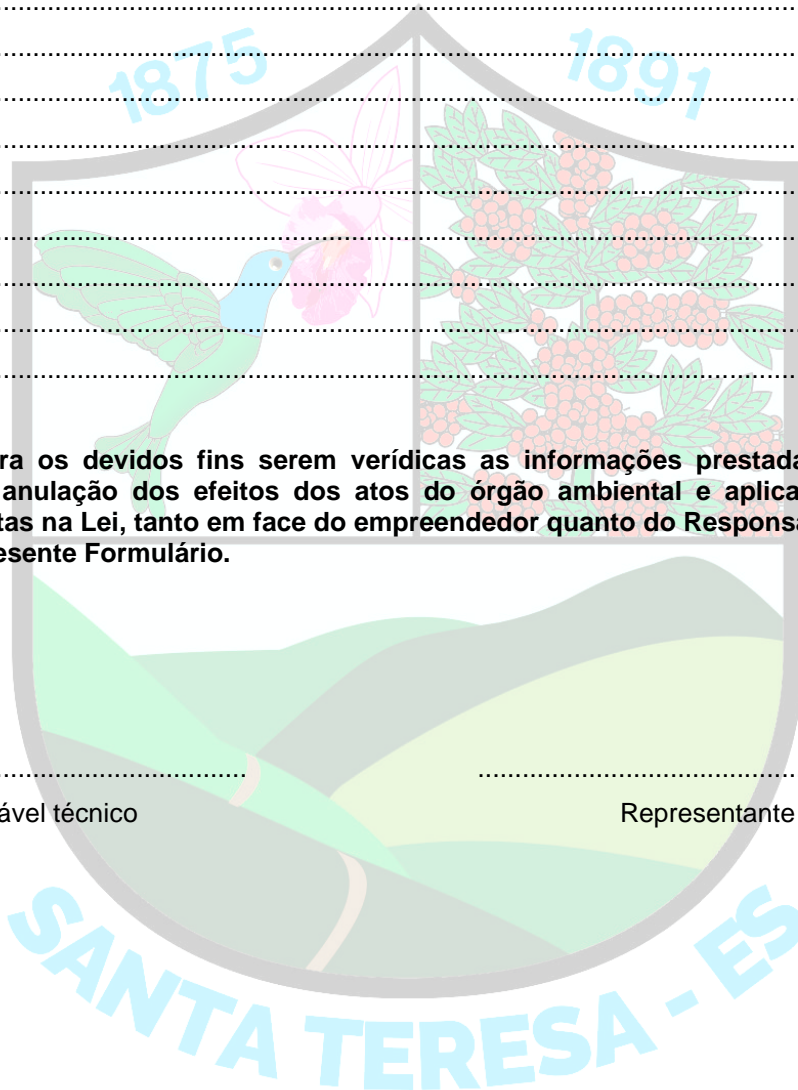 1875 1891
ra os devidos fins serem verídicas as informações prestada
anulação dos efeitos dos atos do órgão ambiental e aplica
tas na Lei, tanto em face do empreendedor quanto do Responsa
esente Formulário.
ável técnico Representante
SANTA TERESA - ES